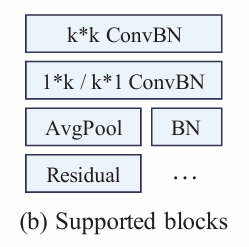 k*k ConvBN
1*k / k*1 ConvBN
AvgPool BN
Residual ...
(b) Supported blocks